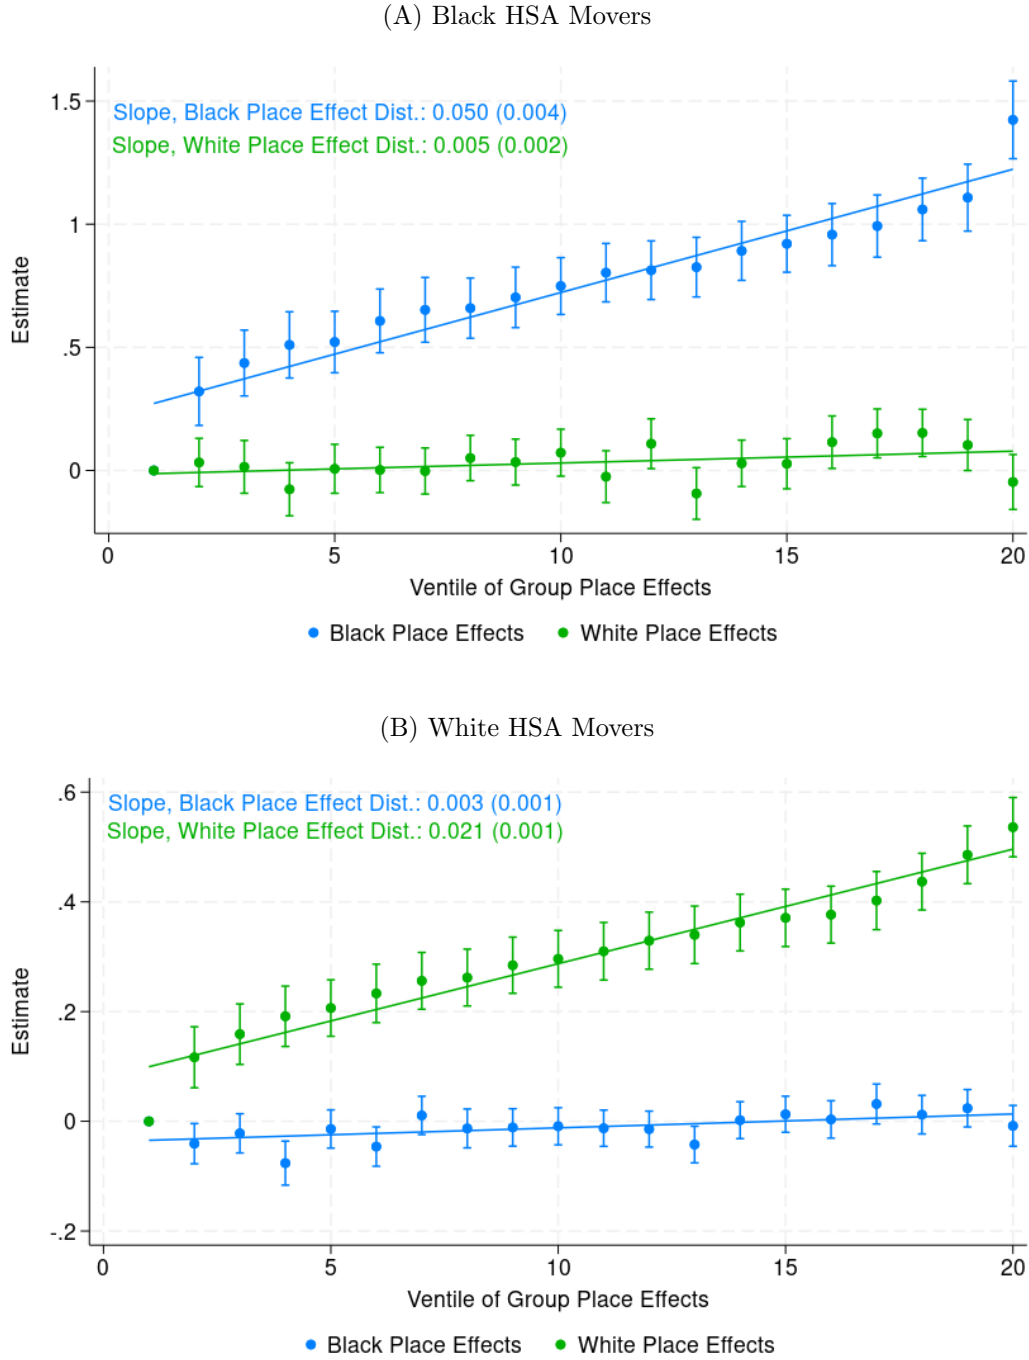 (A) Black HSA Movers
Slope, Black Place Effect Dist.: 0.050 (0.004)
Slope, White Place Effect Dist.: 0.005 (0.002)
1.5
1
.5
0
Estimate
0 5 10 15 20
Ventile of Group Place Effects
Black Place Effects White Place Effects
(B) White HSA Movers
Slope, Black Place Effect Dist.: 0.003 (0.001)
Slope, White Place Effect Dist.: 0.021 (0.001)
.6
.4
.2
0
-.2
Estimate
0 5 10 15 20
Ventile of Group Place Effects
Black Place Effects White Place Effects